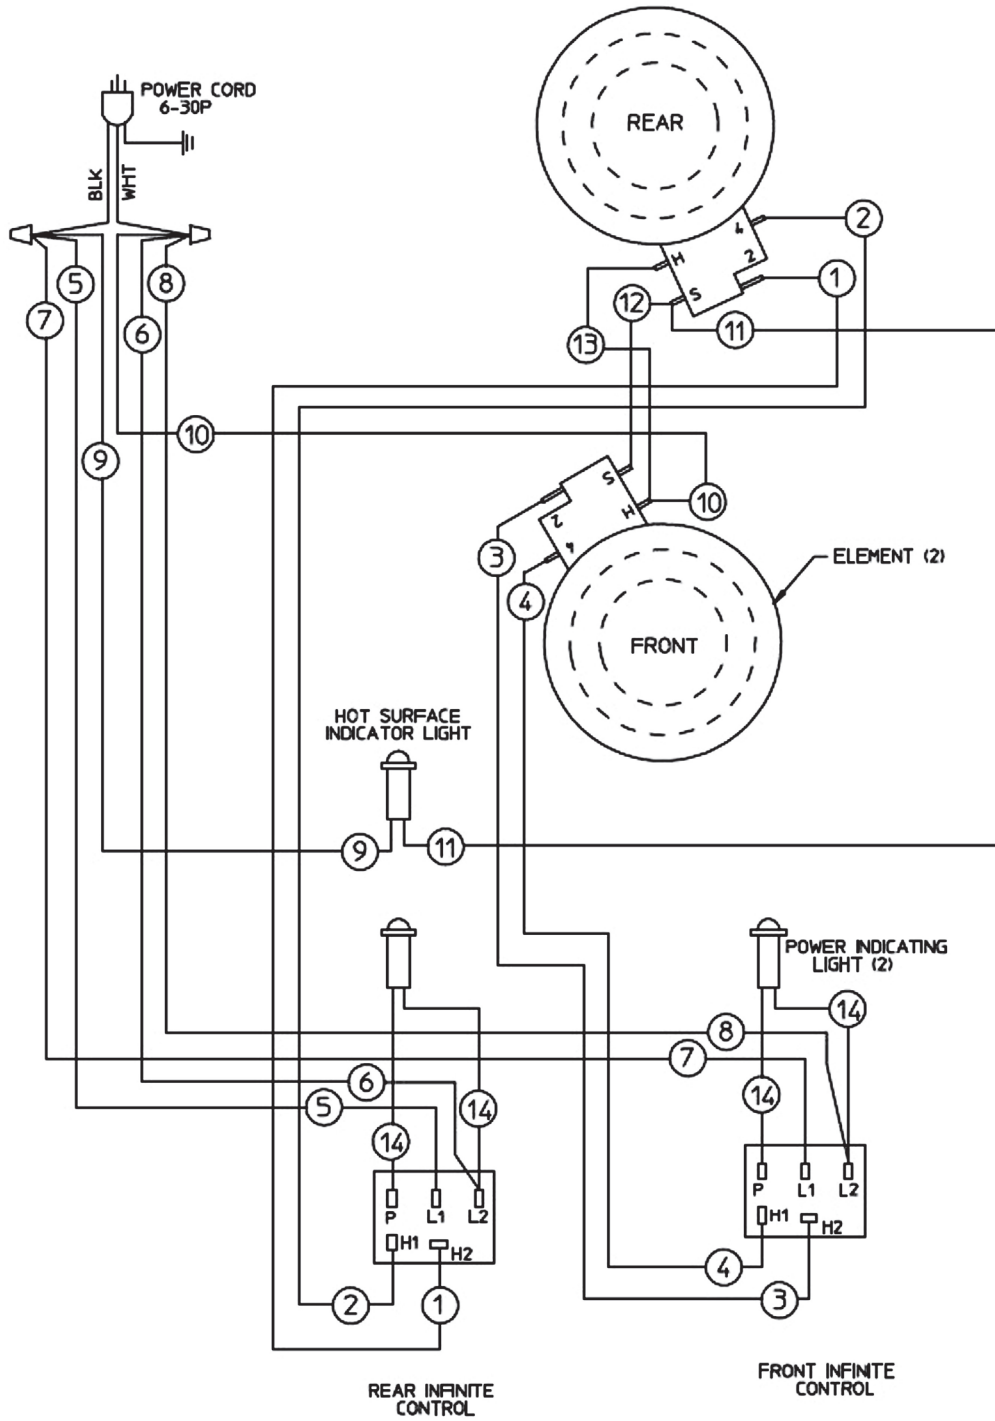 POWER CORD
6-30P
BLK
WHT
REAR
4
2
H
S
2
1
5
8
7
6
12
11
13
10
9
S
H
2
4
10
3
4
ELEMENT (2)
FRONT
HOT SURFACE
INDICATOR LIGHT
9
11
POWER INDICATING
LIGHT (2)
14
8
7
6
5
14
14
14
P
L1
L2
H1
H2
P
L1
L2
H1
H2
4
3
2
1
REAR INFINITE
CONTROL
FRONT INFINITE
CONTROL